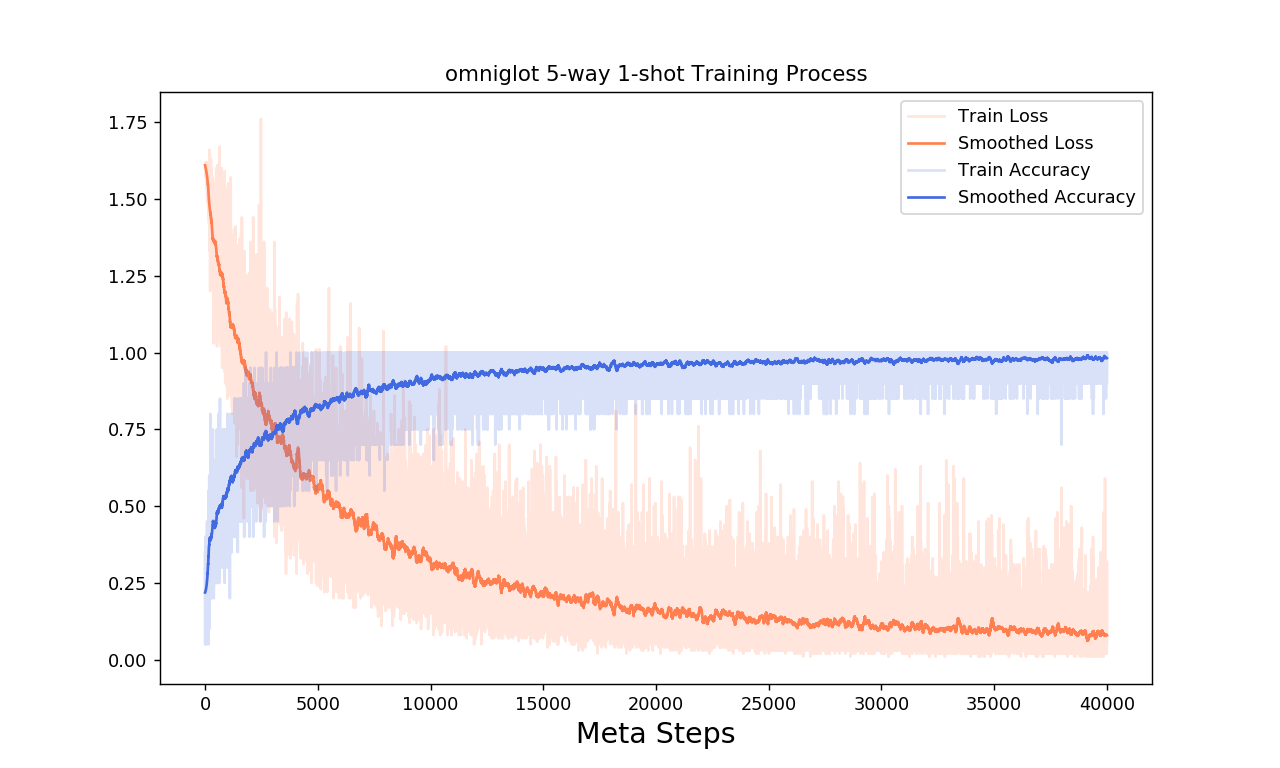 omniglot 5-way 1-shot Training Process
Train Loss
Smoothed Loss
Train Accuracy
Smoothed Accuracy
1.75
1.50
1.25
1.00
0.75
0.50
0.25
0.00
0 5000 10000 15000 20000 25000 30000 35000 40000
Meta Steps